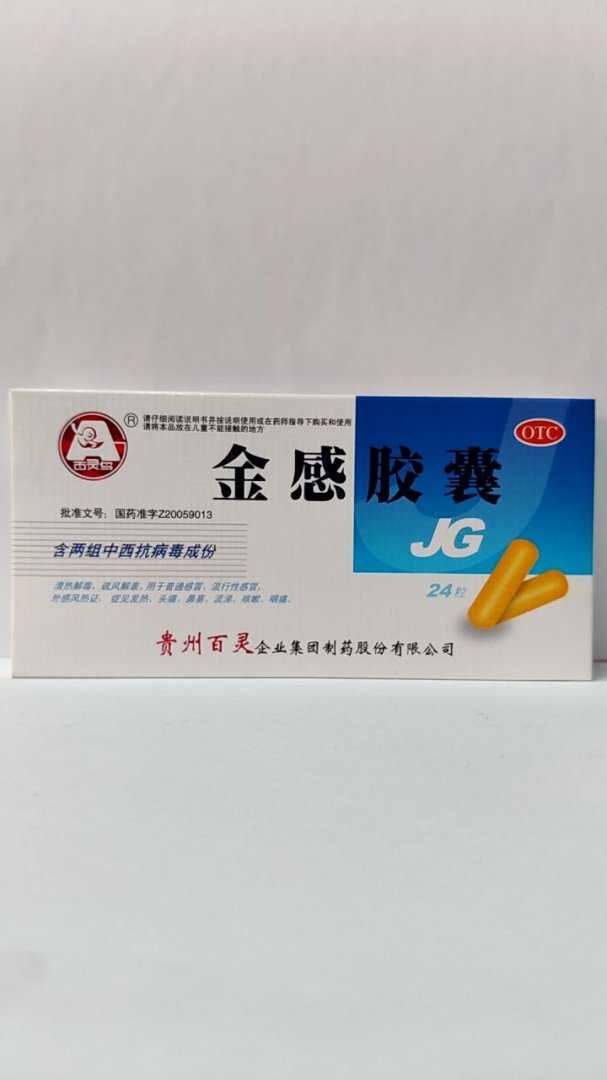 百灵鸟
®
请仔细阅读说明书并按说明使用或在药师指导下购买和使用
请将本品放在儿童不能接触的地方
OTC
金感胶囊
批准文号：国药准字Z20059013
JG
含两组中西抗病毒成份
清热解毒，疏风解表。用于普通感冒，流行性感冒，
外感风热证，症见发热、头痛、鼻塞、流涕、咳嗽、咽痛。
24粒
贵州百灵企业集团制药股份有限公司